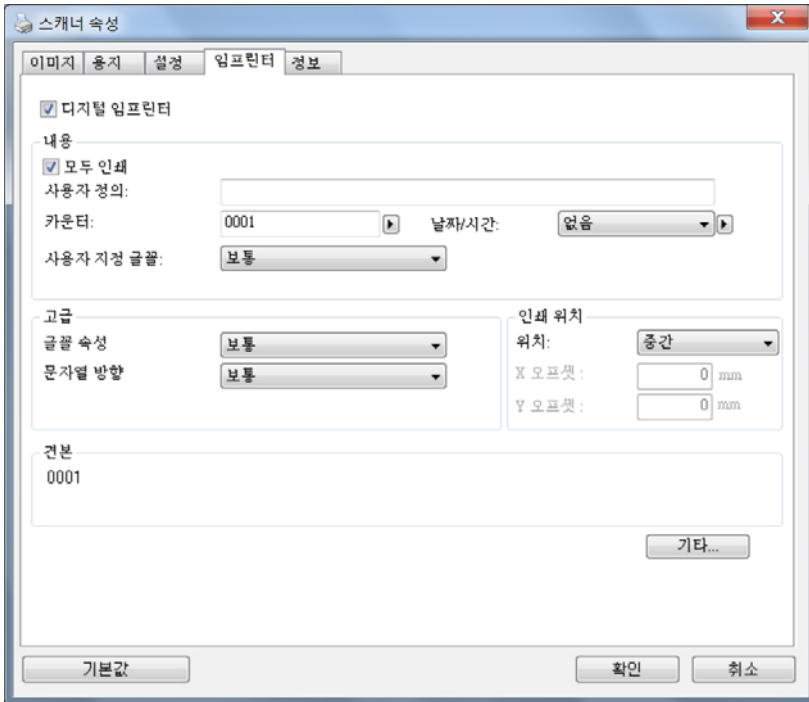 스캐너 속성
이미지 용지 설정 임프린터 정보
디지털 임프린터
내용
모두 인쇄
사용자 정의:
카운터: 0001 날짜/시간: 없음
사용자 지정 글꼴: 보통
고급
글꼴 속성 보통
문자열 방향 보통
인쇄 위치
위치: 중간
X 오프셋 : 0 mm
Y 오프셋 : 0 mm
견본
0001
기타...
기본값 확인 취소